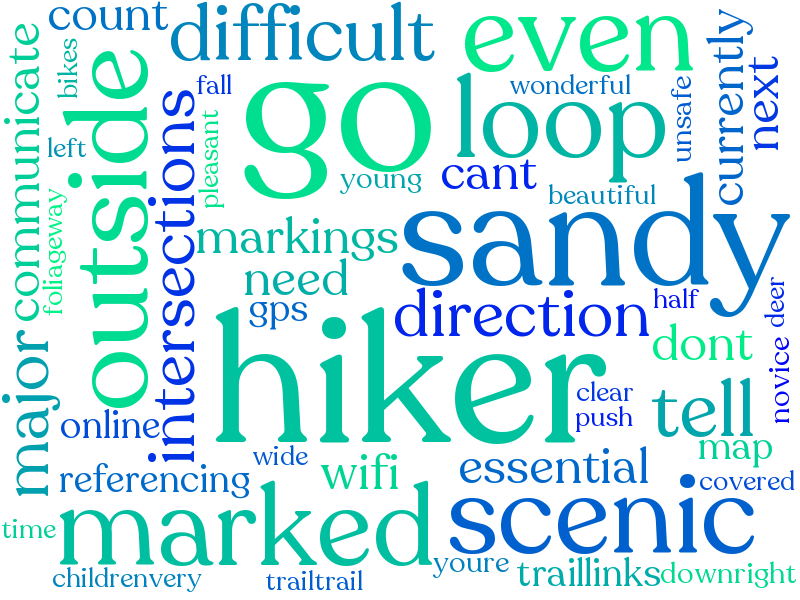 count
difficult
even
communicate
bikes
outside
intersections
fall
go
loop
wonderful
unsafe
currently
next
left
pleasant
young
cant
beautiful
foliageway
markings
sandy
need
gps
direction
half
deer
major
hiker
dont
novice
online
clear
push
tell
map
referencing
wide
wifi
essential
covered
time
marked
scenic
childrenvery
trailtrail
youre
traillinks
downright